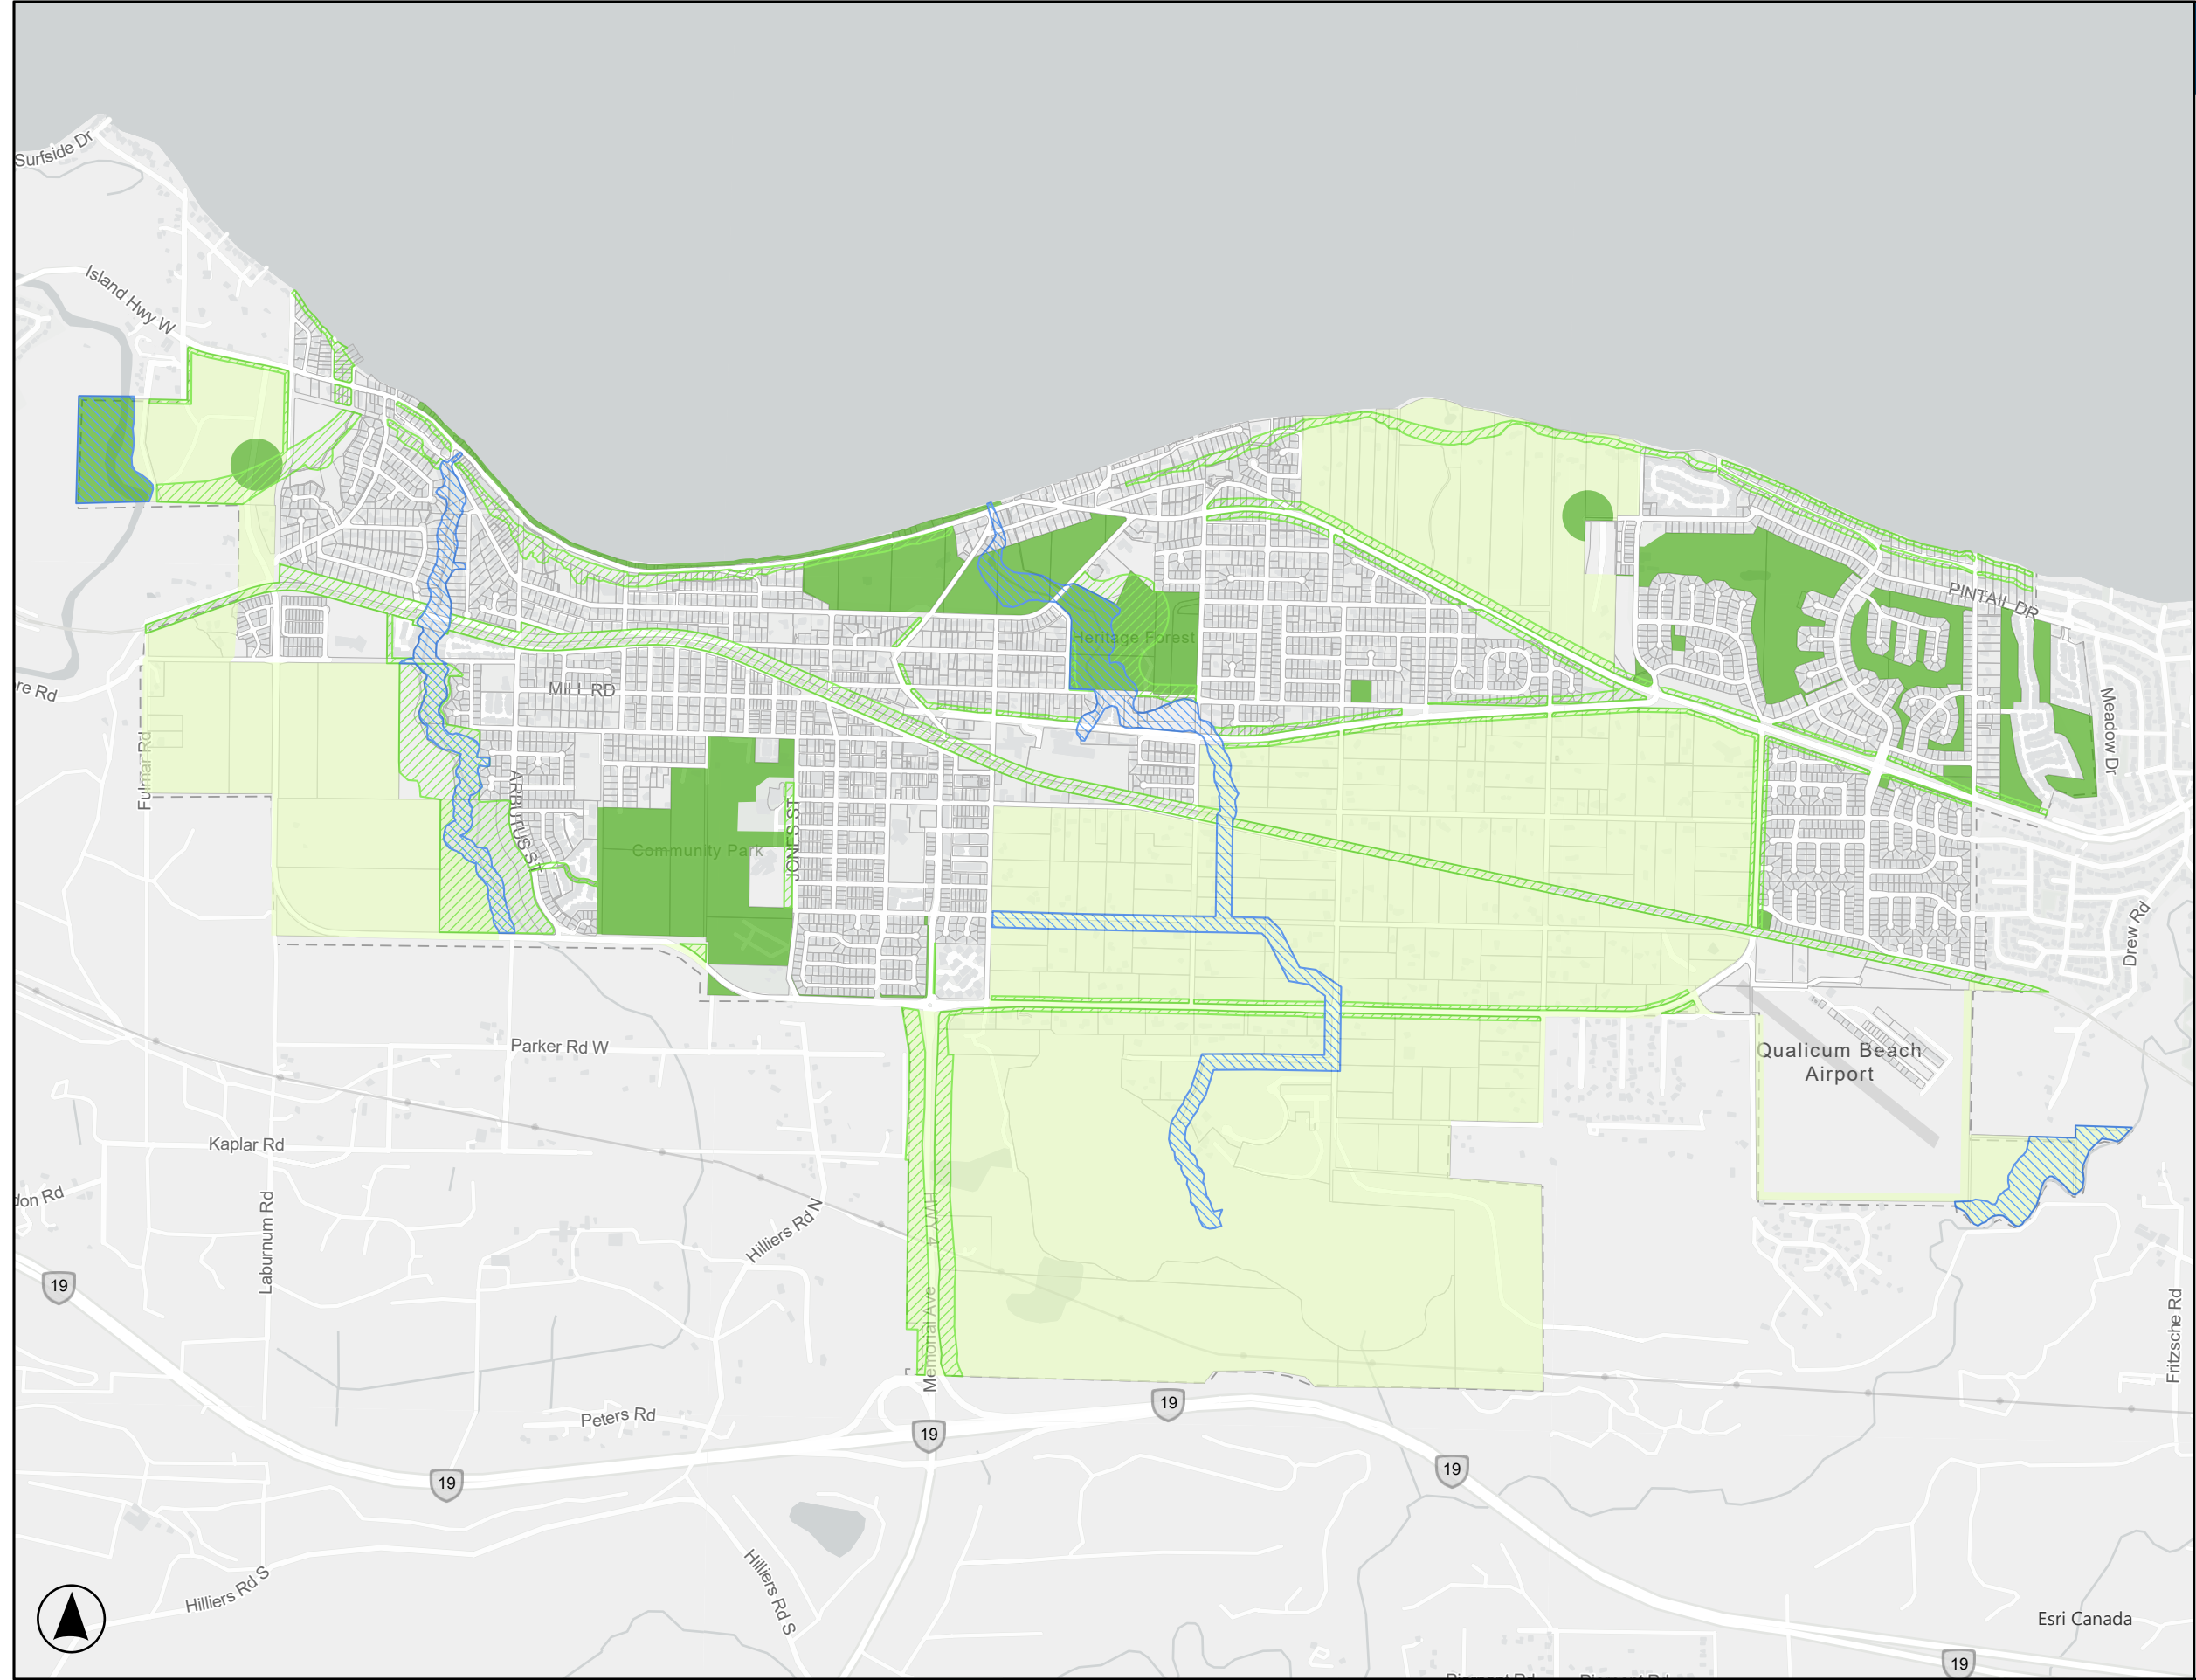 Surfside Dr
Island Hwy W
PINTAIL DR
Heritage Forest
MILL RD
re Rd
Meadow Dr
Fulmar Rd
ARBUTUS ST
JONES ST
Community Park
Drew Rd
Parker Rd W
Qualicum Beach
Airport
Kaplar Rd
don Rd
Laburnum Rd
Hilliers Rd N
HWY 4
19
Memorial Ave
Fritzsche Rd
19
Peters Rd
19
19
19
Hilliers Rd S
Hilliers Rd S
Esri Canada
19